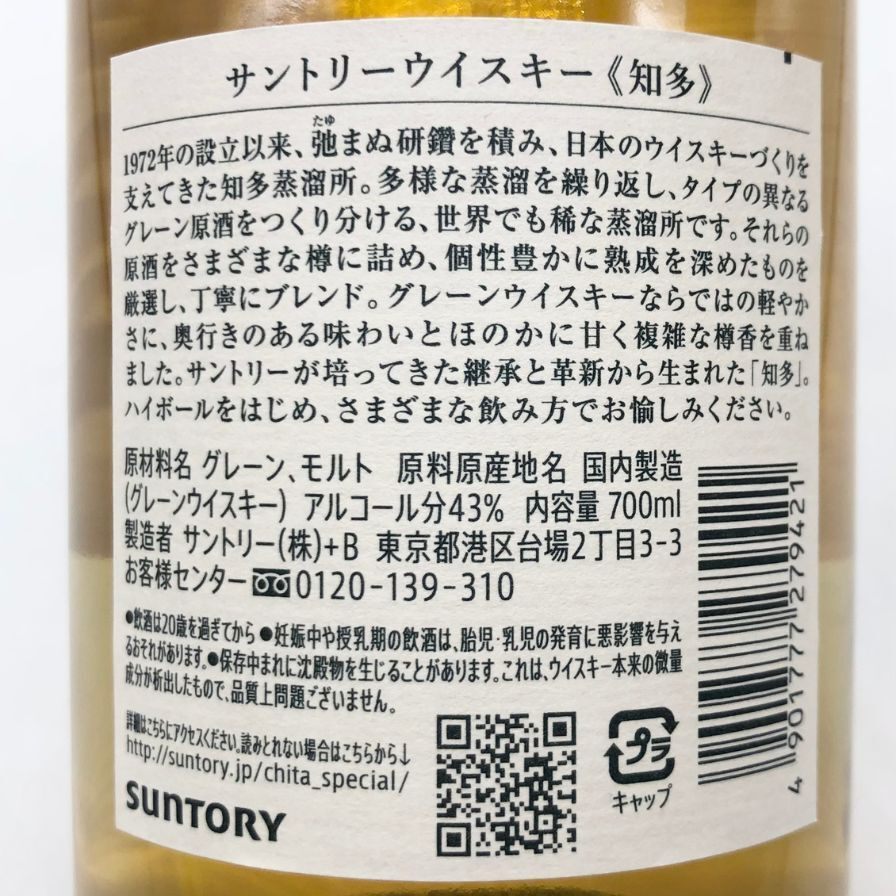 サントリーウイスキー《知多》
たゆ
1972年の設立以来、弛まぬ研鑽を積み、日本のウイスキーづくりを
支えてきた知多蒸溜所。多様な蒸溜を繰り返し、タイプの異なる
グレーン原酒をつくり分ける、世界でも稀な蒸溜所です。それらの
原酒をさまざまな樽に詰め、個性豊かに熟成を深めたものを
厳選し、丁寧にブレンド。グレーンウイスキーならではの軽やか
さに、奥行きのある味わいとほのかに甘く複雑な樽香を重ね
ました。サントリーが培ってきた継承と革新から生まれた「知多」。
ハイボールをはじめ、さまざまな飲み方でお愉しみください。
原材料名 グレーン、モルト 原料原産地名 国内製造
(グレーンウイスキー) アルコール分43% 内容量 700ml
製造者 サントリー(株)+B 東京都港区台場2丁目3-3
お客様センター 0120-139-310
●飲酒は20歳を過ぎてから ●妊娠中や授乳期の飲酒は、胎児・乳児の発育に悪影響を与え
るおそれがあります。●保存中まれに沈殿物を生じることがあります。これは、ウイスキー本来の微量
成分が析出したもので、品質上問題ございません。
詳細はこちらにアクセスください。読みとれない場合はこちらから↓
http://suntory.jp/chita_special/
SUNTORY
プラ
キャップ
4901777279421